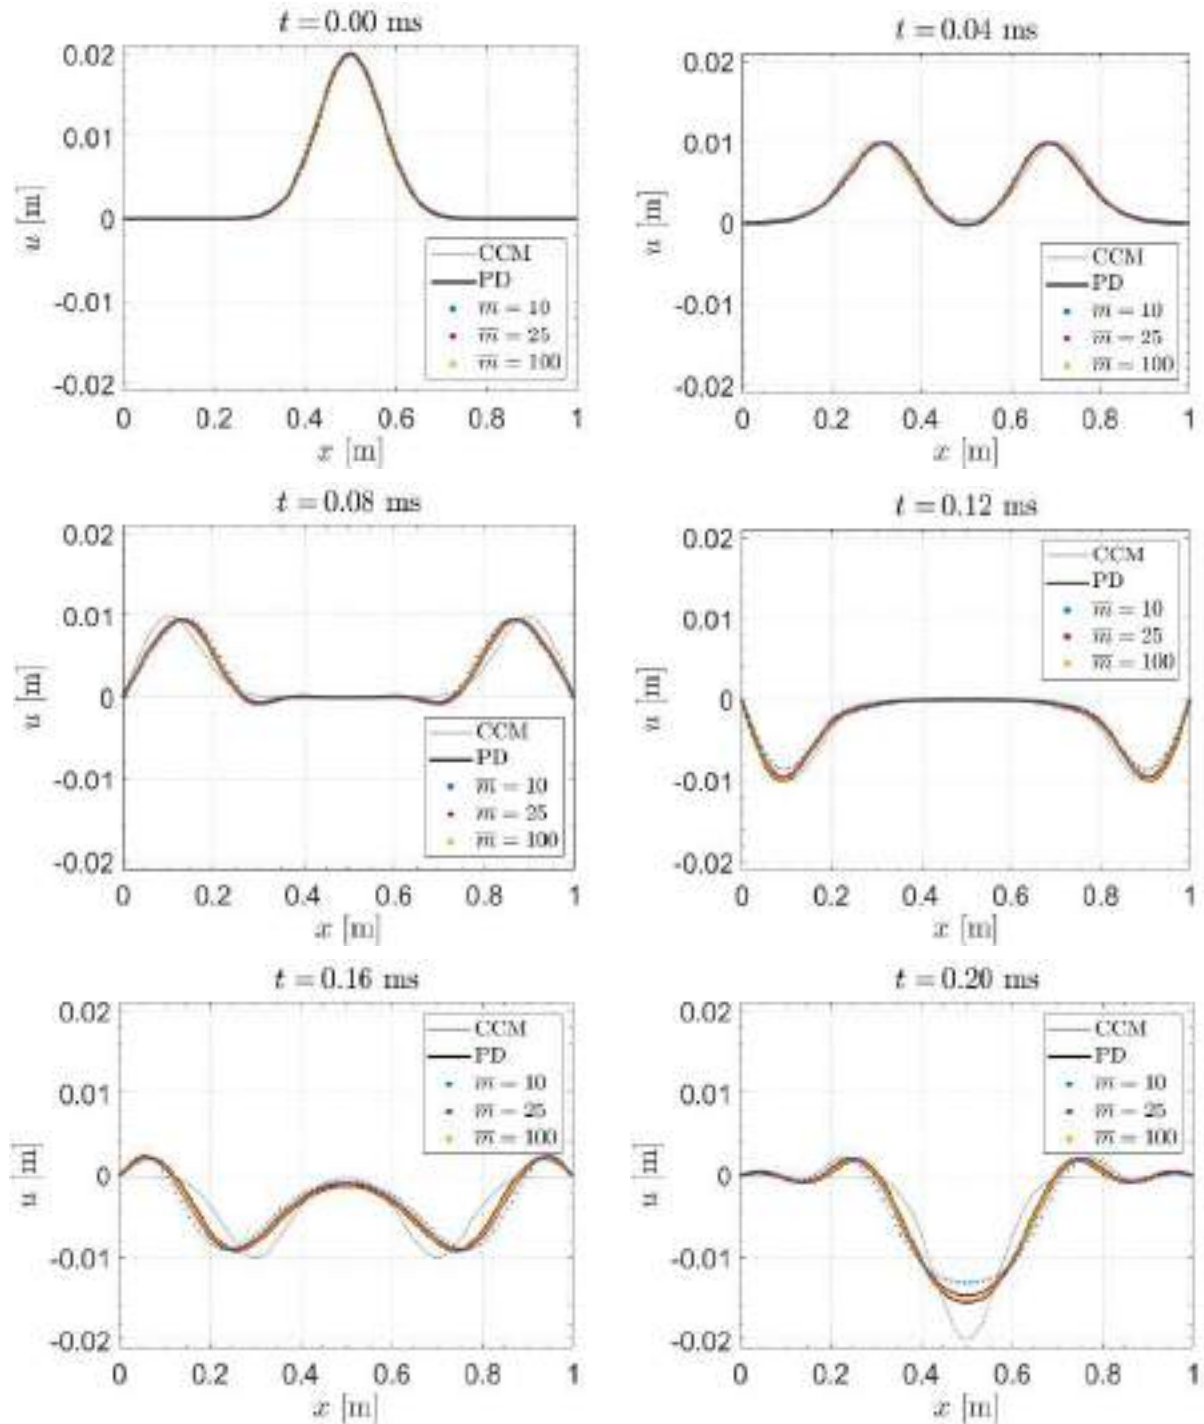 t = 0.00 ms
0.02
0.01
0
-0.01
-0.02
u [m]
CCM
PD
m̅ = 10
m̅ = 25
m̅ = 100
0 0.2 0.4 0.6 0.8 1
x [m]
t = 0.04 ms
0.02
0.01
0
-0.01
-0.02
u [m]
CCM
PD
m̅ = 10
m̅ = 25
m̅ = 100
0 0.2 0.4 0.6 0.8 1
x [m]
t = 0.08 ms
0.02
0.01
0
-0.01
-0.02
u [m]
CCM
PD
m̅ = 10
m̅ = 25
m̅ = 100
0 0.2 0.4 0.6 0.8 1
x [m]
t = 0.12 ms
0.02
0.01
0
-0.01
-0.02
u [m]
CCM
PD
m̅ = 10
m̅ = 25
m̅ = 100
0 0.2 0.4 0.6 0.8 1
x [m]
t = 0.16 ms
0.02
0.01
0
-0.01
-0.02
u [m]
CCM
PD
m̅ = 10
m̅ = 25
m̅ = 100
0 0.2 0.4 0.6 0.8 1
x [m]
t = 0.20 ms
0.02
0.01
0
-0.01
-0.02
u [m]
CCM
PD
m̅ = 10
m̅ = 25
m̅ = 100
0 0.2 0.4 0.6 0.8 1
x [m]